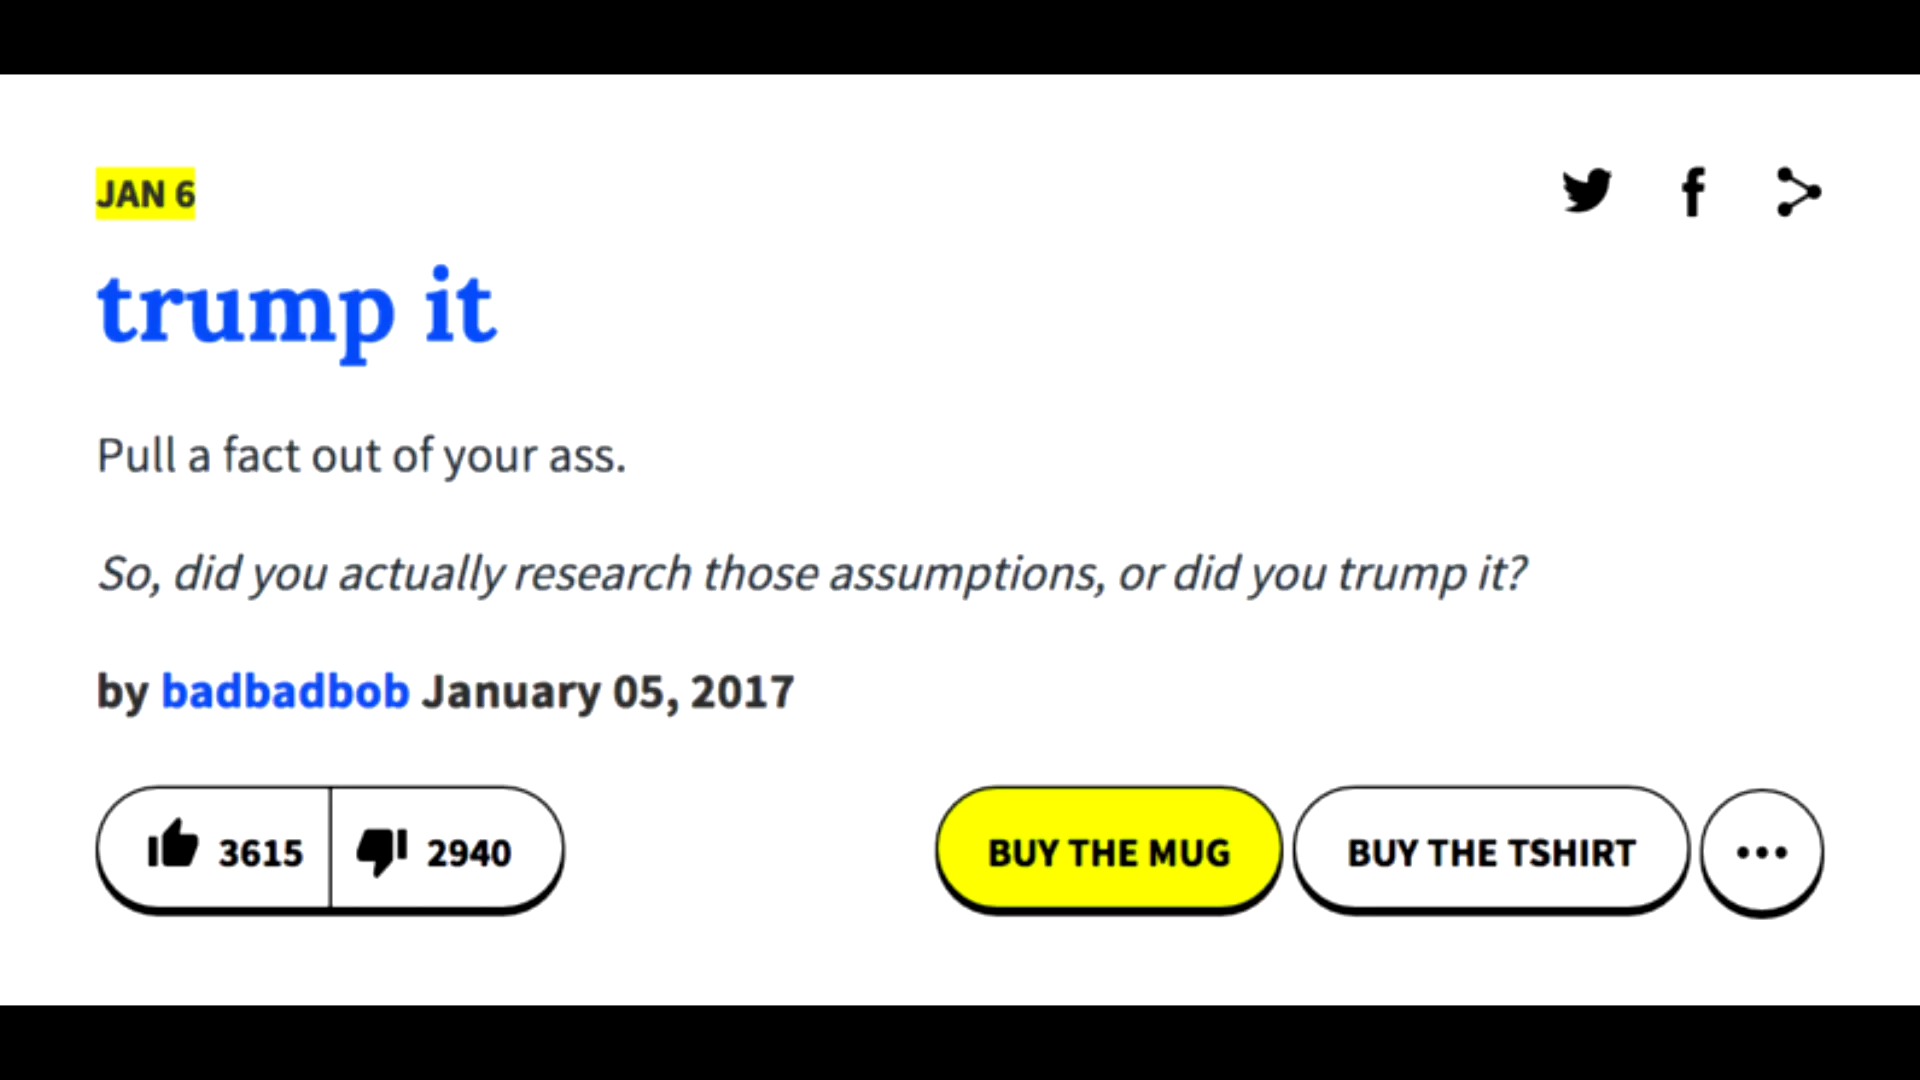 JAN 6
trump it
Pull a fact out of your ass.
So, did you actually research those assumptions, or did you trump it?
by badbadbob January 05, 2017
3615 2940 BUY THE MUG BUY THE TSHIRT